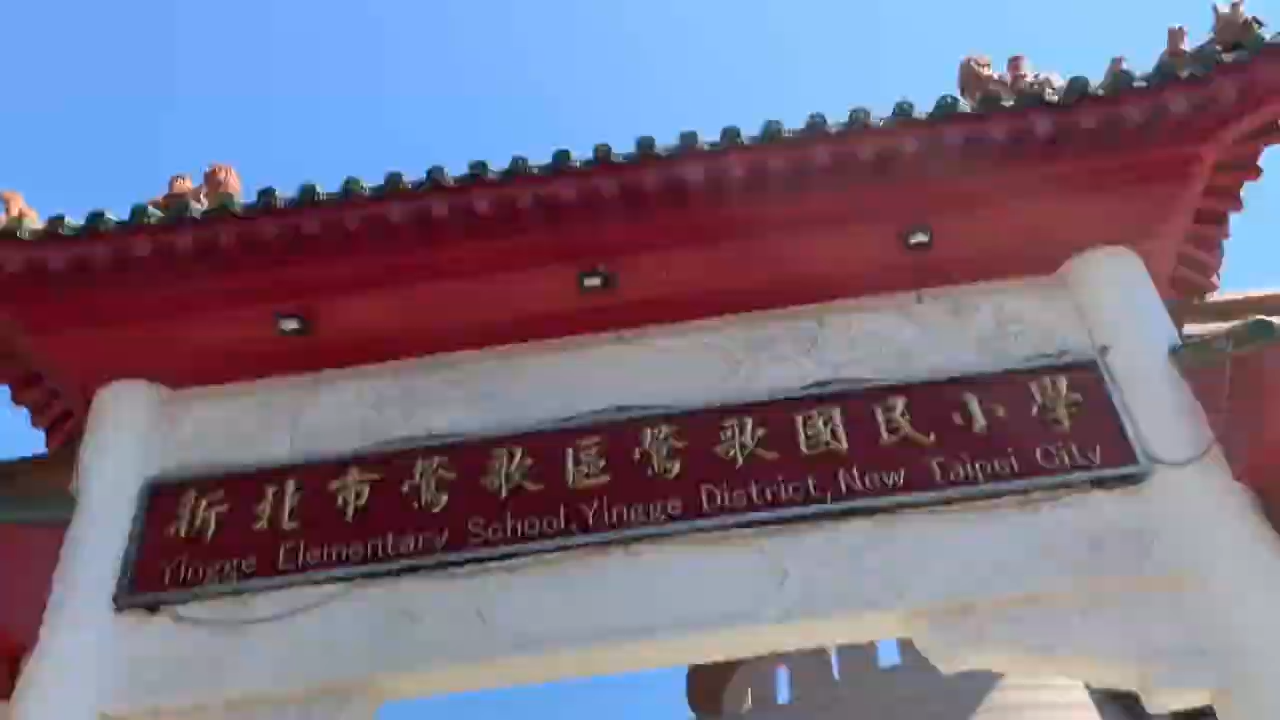 新北市鶯歌區鶯歌國民小學
Yingge Elementary School,Yingge District,New Taipei City